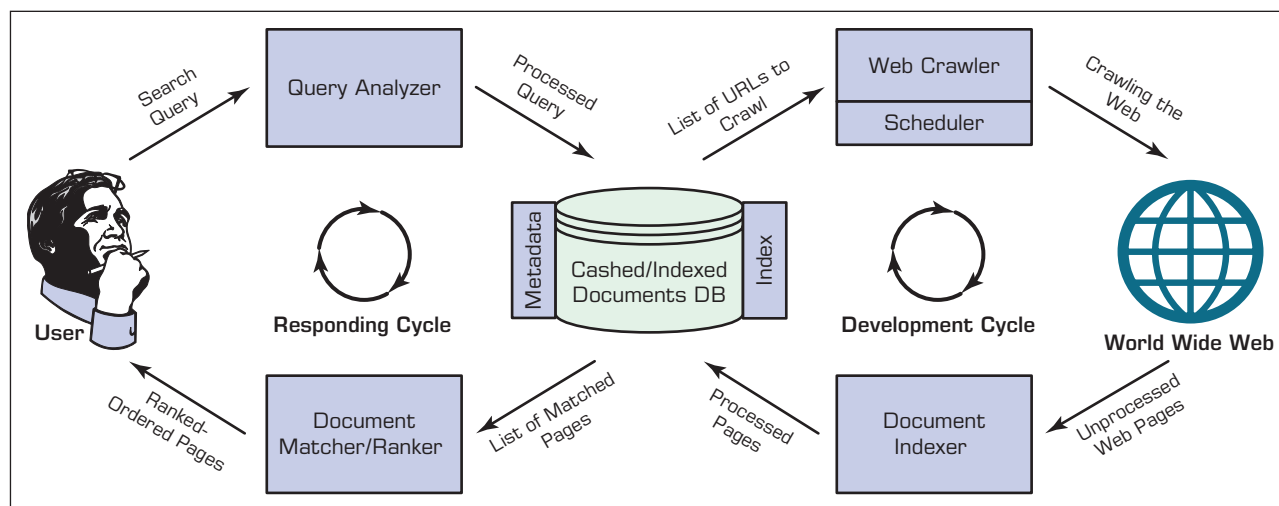 Search
Query
Query Analyzer
Processed
Query
List of URLs to
Crawl
Web Crawler
Scheduler
Crawling the
Web
User
Responding Cycle
Metadata
Cashed/Indexed
Documents DB
Index
Development Cycle
World Wide Web
Ranked-
Ordered Pages
Document
Matcher/Ranker
List of Matched
Pages
Processed
Pages
Document
Indexer
Unprocessed
Web Pages